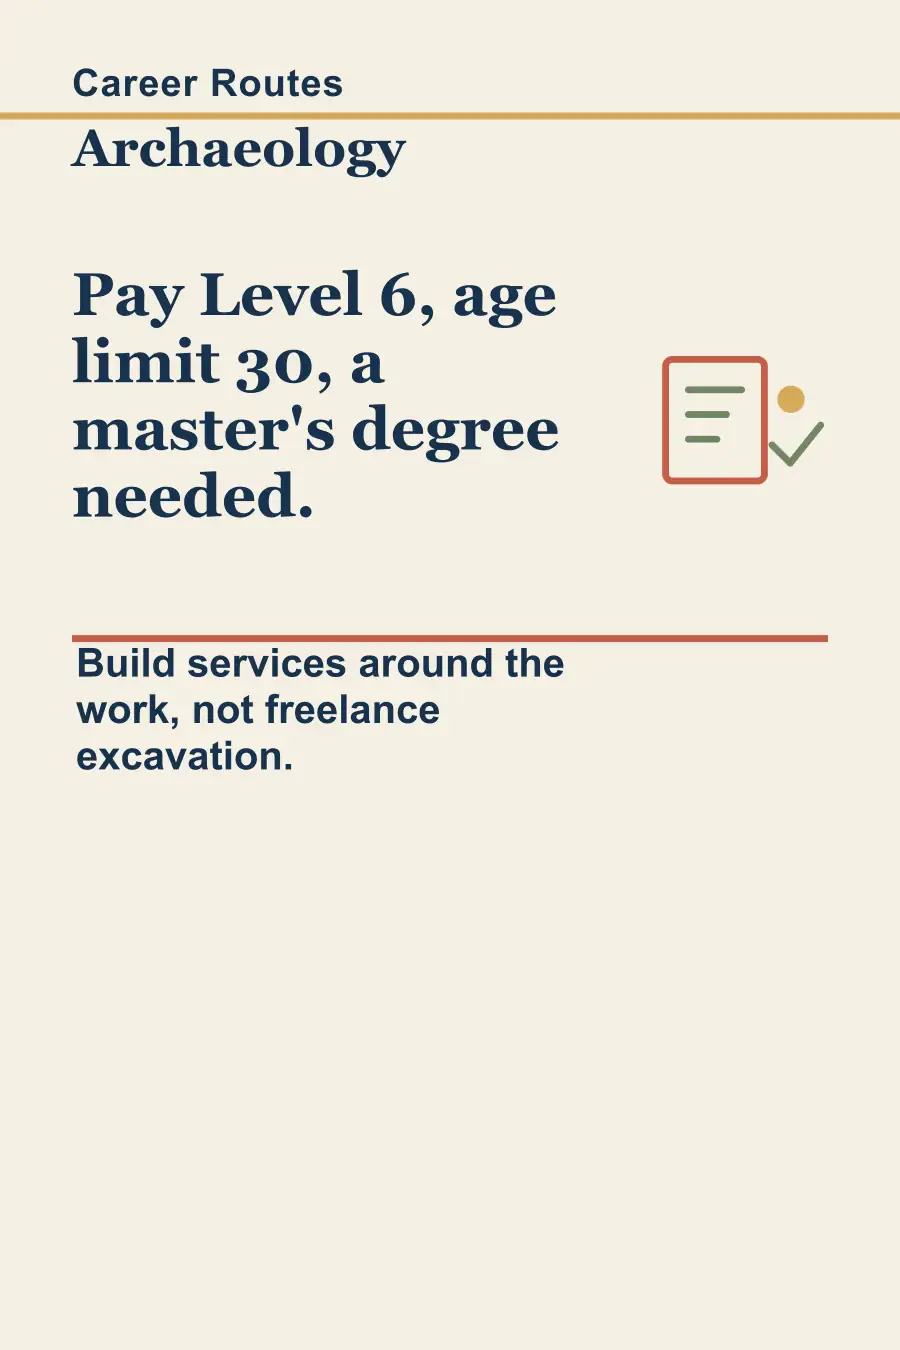 Career Routes
Archaeology
Pay Level 6, age
limit 30, a
master's degree
needed.
Build services around the
work, not freelance
excavation.